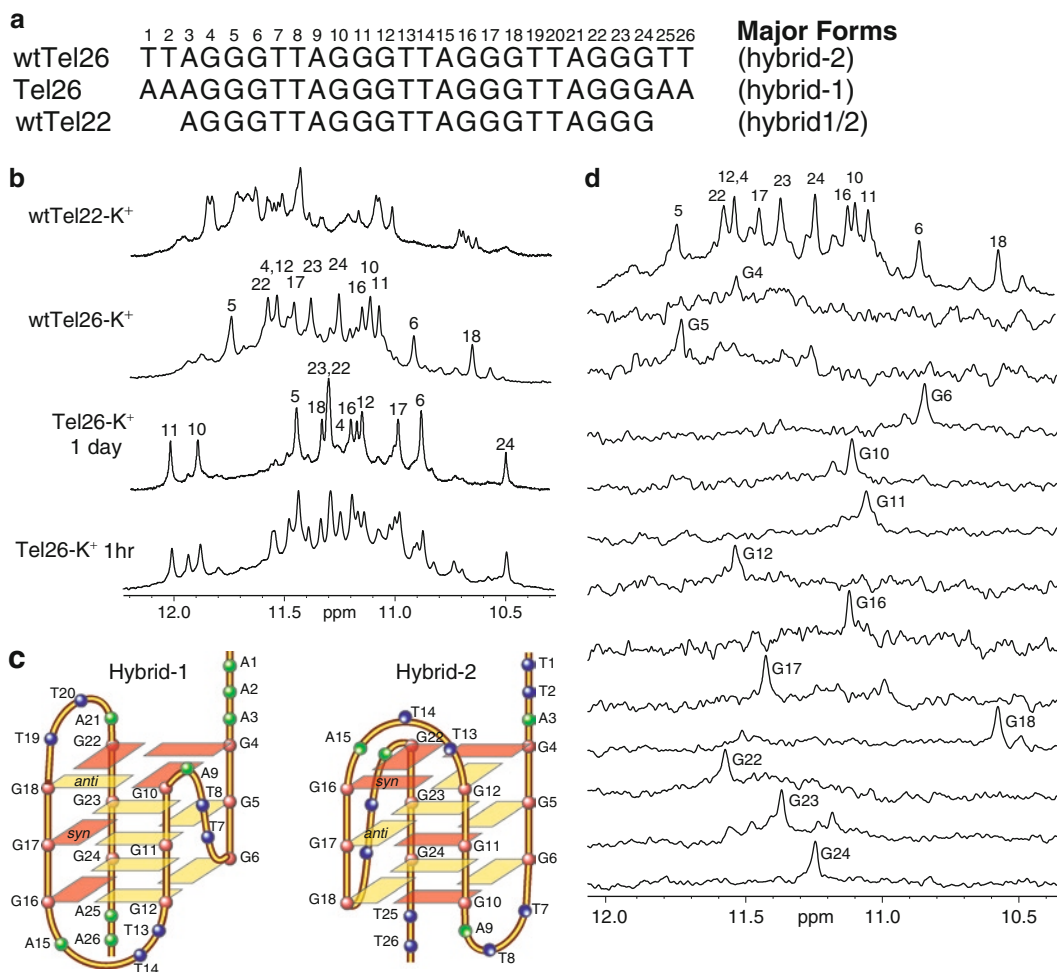 a
1 2 3 4 5 6 7 8 9 10 11 12 13 14 15 16 17 18 19 20 21 22 23 24 25 26
Major Forms
wtTel26 TTAGGGTTAGGGTTAGGGTTAGGGTT (hybrid-2)
Tel26 AAAGGGTTAGGGTTAGGGTTAGGGAA (hybrid-1)
wtTel22 AGGGTTAGGGTTAGGGTTAGGG (hybrid1/2)
b
wtTel22-K+
wtTel26-K+
5 22 4,12 17 23 24 16 10 11 6 18
Tel26-K+
1 day
11 10 5 18 23,22 4 16 12 17 6 24
Tel26-K+ 1hr
12.0 11.5 ppm 11.0 10.5
c
Hybrid-1
T20
A21
T19
G22
G18
anti
G23
G17
syn
G24
G16
A25
A15
A26
T14
T13
G12
G11
G10
A9
T8
T7
A1
A2
A3
G4
G5
G6
Hybrid-2
T14
A15
G22
T13
G16
syn
G23
G12
G17
anti
G24
G11
G18
T25
G10
T26
A9
T8
T7
T1
T2
A3
G4
G5
G6
d
5 22 12,4 17 23 24 16 10 11 6 18
G4
G5
G6
G10
G11
G12
G16
G17
G18
G22
G23
G24
12.0 11.5 ppm 11.0 10.5